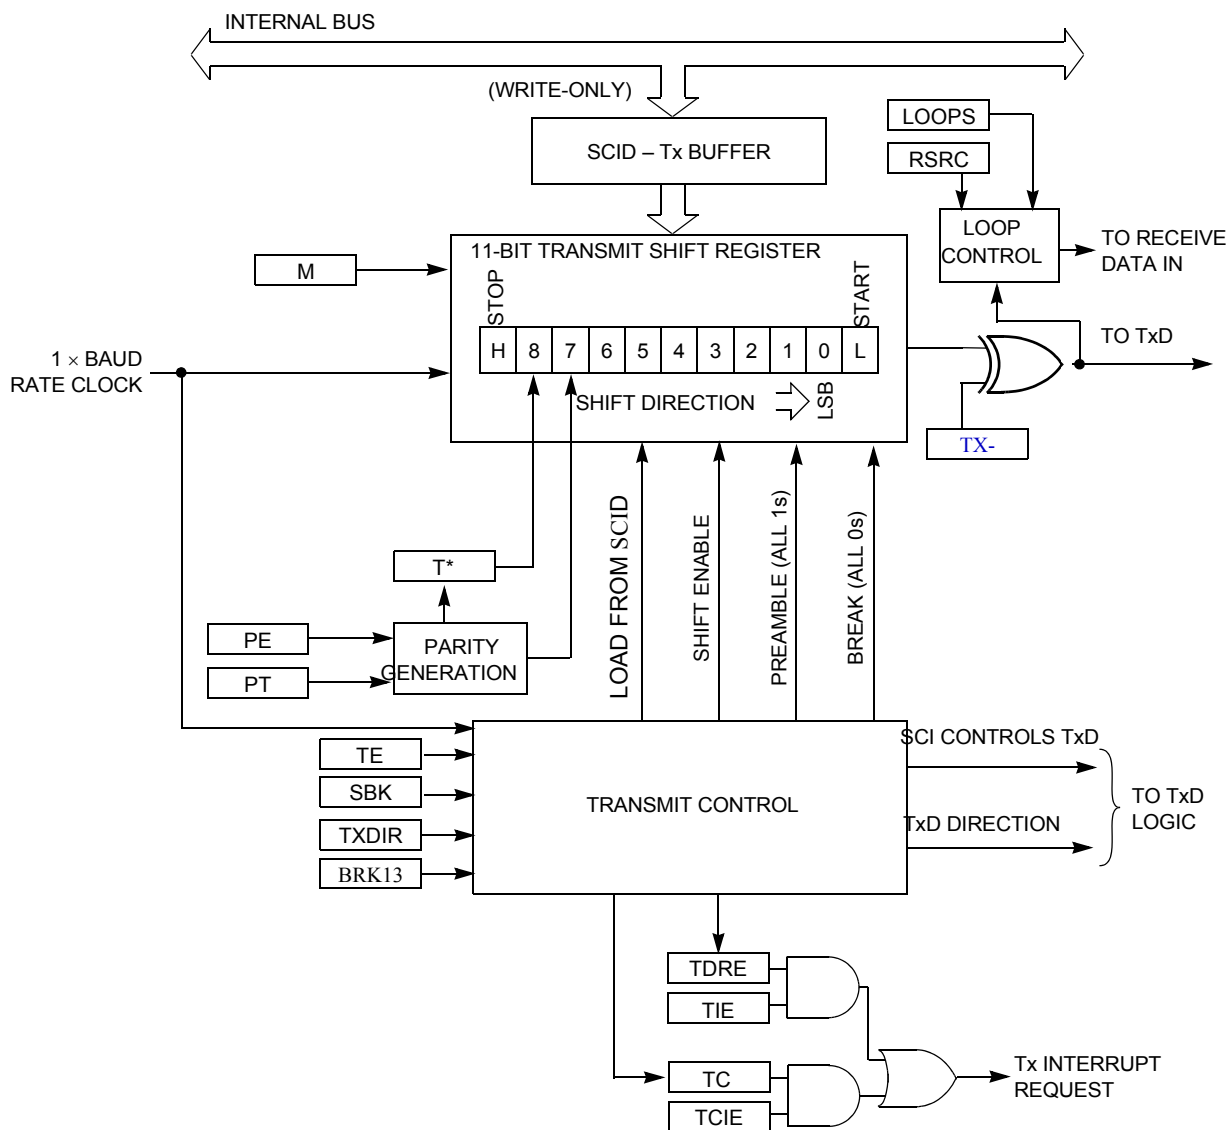 INTERNAL BUS
(WRITE-ONLY)
SCID – Tx BUFFER
LOOPS
RSRC
LOOP
CONTROL
TO RECEIVE
DATA IN
11-BIT TRANSMIT SHIFT REGISTER
M
STOP
START
H 8 7 6 5 4 3 2 1 0 L
SHIFT DIRECTION
LSB
1 × BAUD
RATE CLOCK
TO TxD
TX-
LOAD FROM SCID
SHIFT ENABLE
PREAMBLE (ALL 1s)
BREAK (ALL 0s)
T*
PE
PT
PARITY
GENERATION
TE
SBK
TXDIR
BRK13
TRANSMIT CONTROL
SCI CONTROLS TxD
TxD DIRECTION
TO TxD
LOGIC
TDRE
TIE
TC
TCIE
Tx INTERRUPT
REQUEST